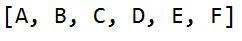 [A, B, C, D, E, F]